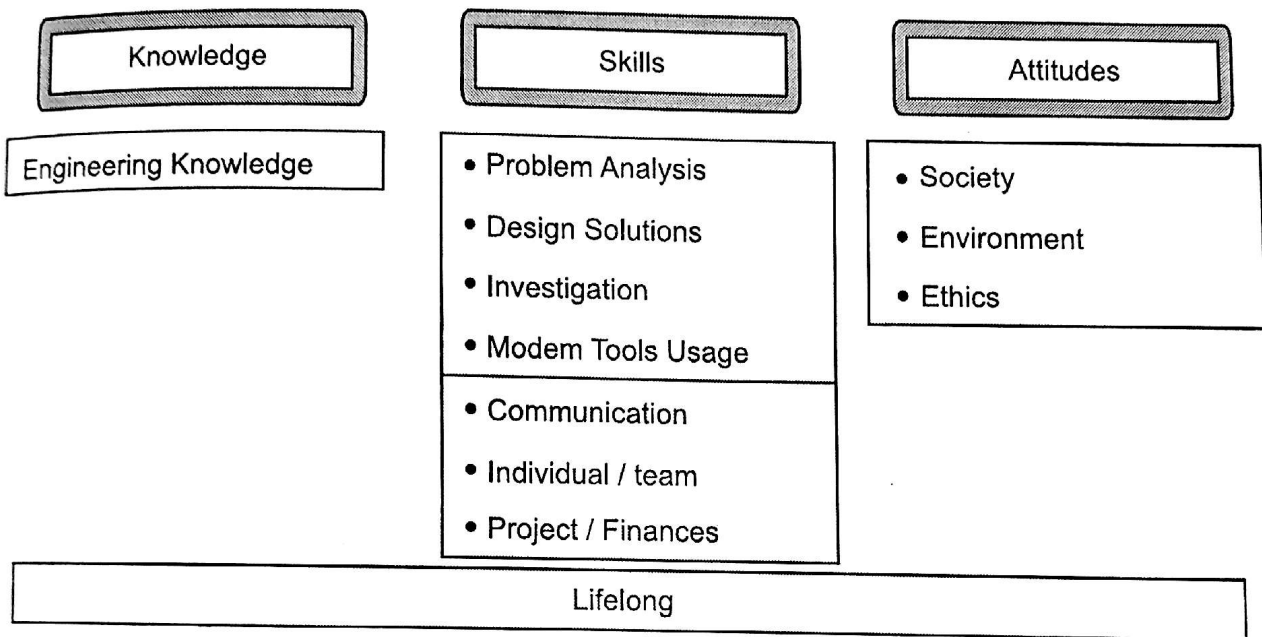 Knowledge
Skills
Attitudes
Engineering Knowledge
• Problem Analysis
• Design Solutions
• Investigation
• Modem Tools Usage
• Communication
• Individual / team
• Project / Finances
• Society
• Environment
• Ethics
Lifelong